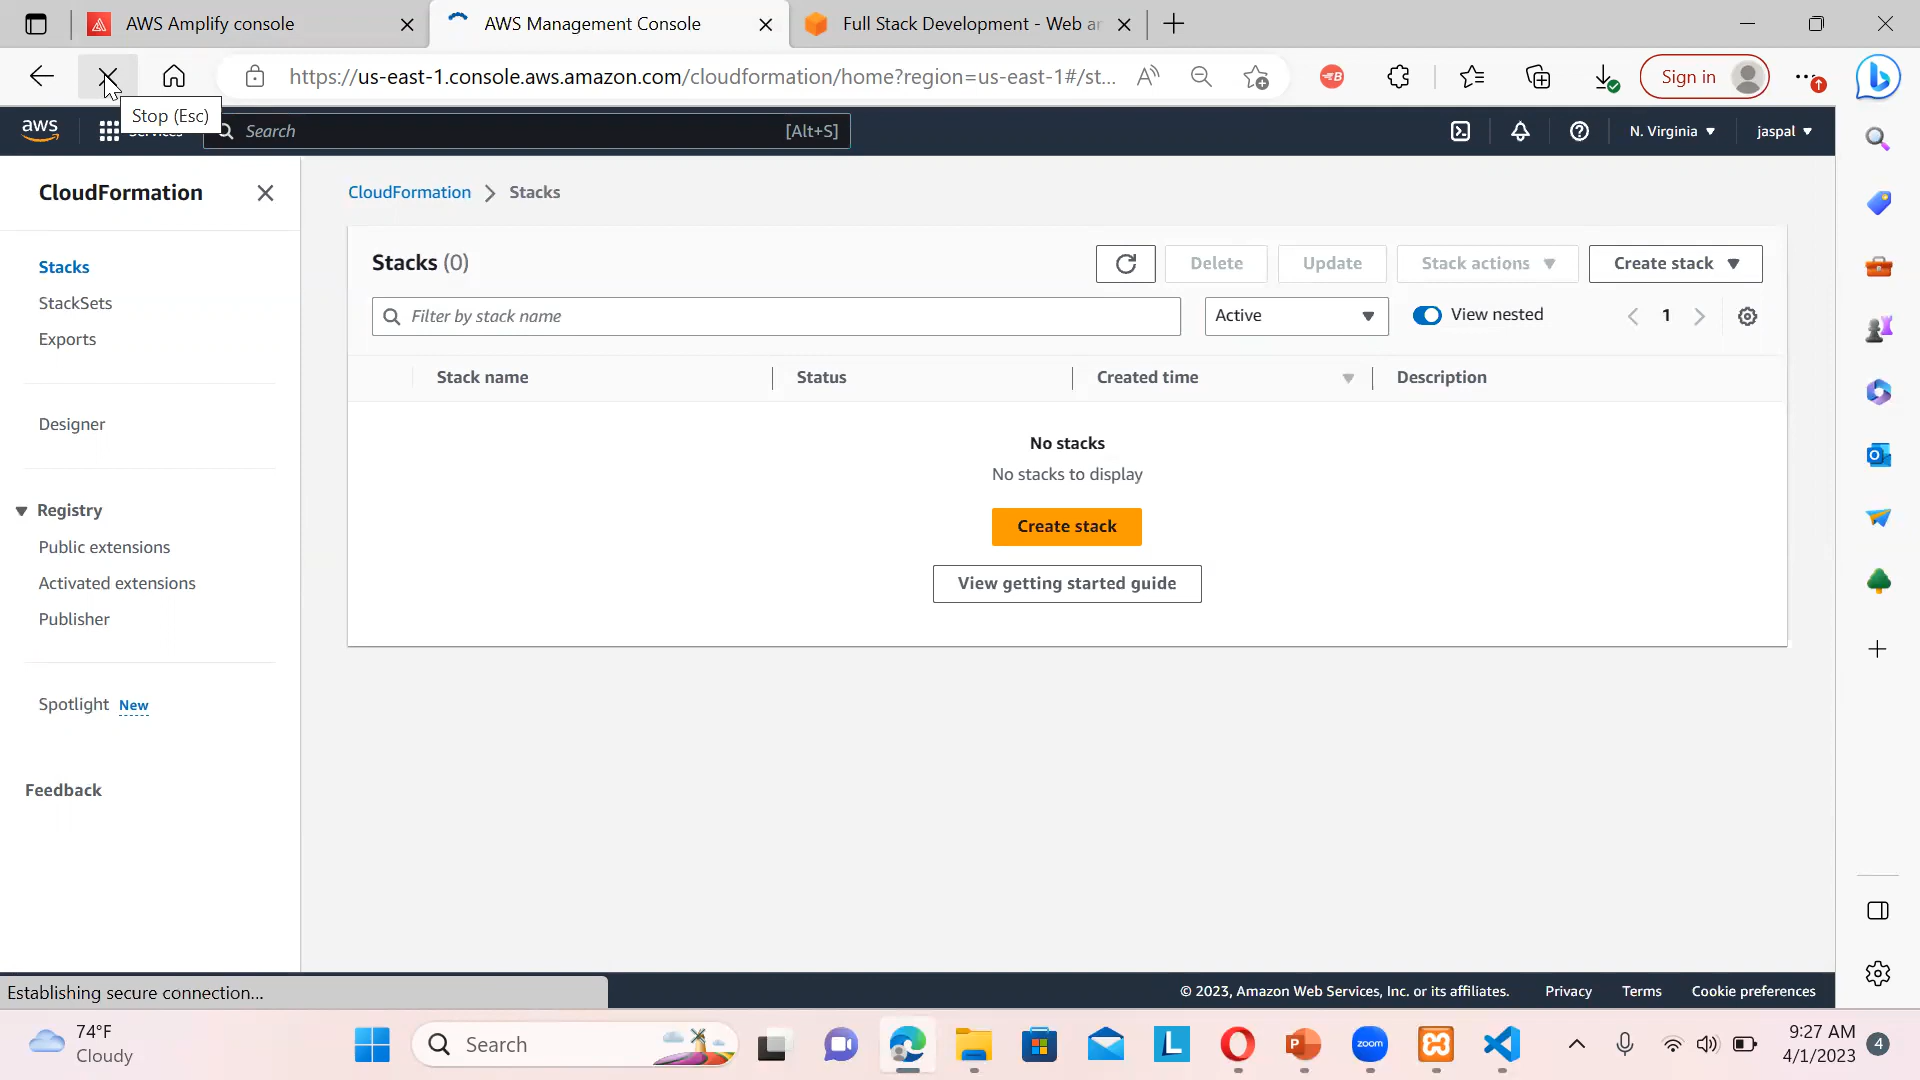 AWS Amplify console
AWS Management Console
Full Stack Development - Web an
https://us-east-1.console.aws.amazon.com/cloudformation/home?region=us-east-1#/st...
Sign in
Stop (Esc)
aws
Search
[Alt+S]
N. Virginia
jaspal
CloudFormation
Stacks
StackSets
Exports
Designer
Registry
Public extensions
Activated extensions
Publisher
Spotlight New
Feedback
CloudFormation > Stacks
Stacks (0)
Delete
Update
Stack actions
Create stack
Filter by stack name
Active
View nested
1
Stack name
Status
Created time
Description
No stacks
No stacks to display
Create stack
View getting started guide
Establishing secure connection...
© 2023, Amazon Web Services, Inc. or its affiliates.
Privacy
Terms
Cookie preferences
74°F
Cloudy
Search
zoom
9:27 AM
4/1/2023
4